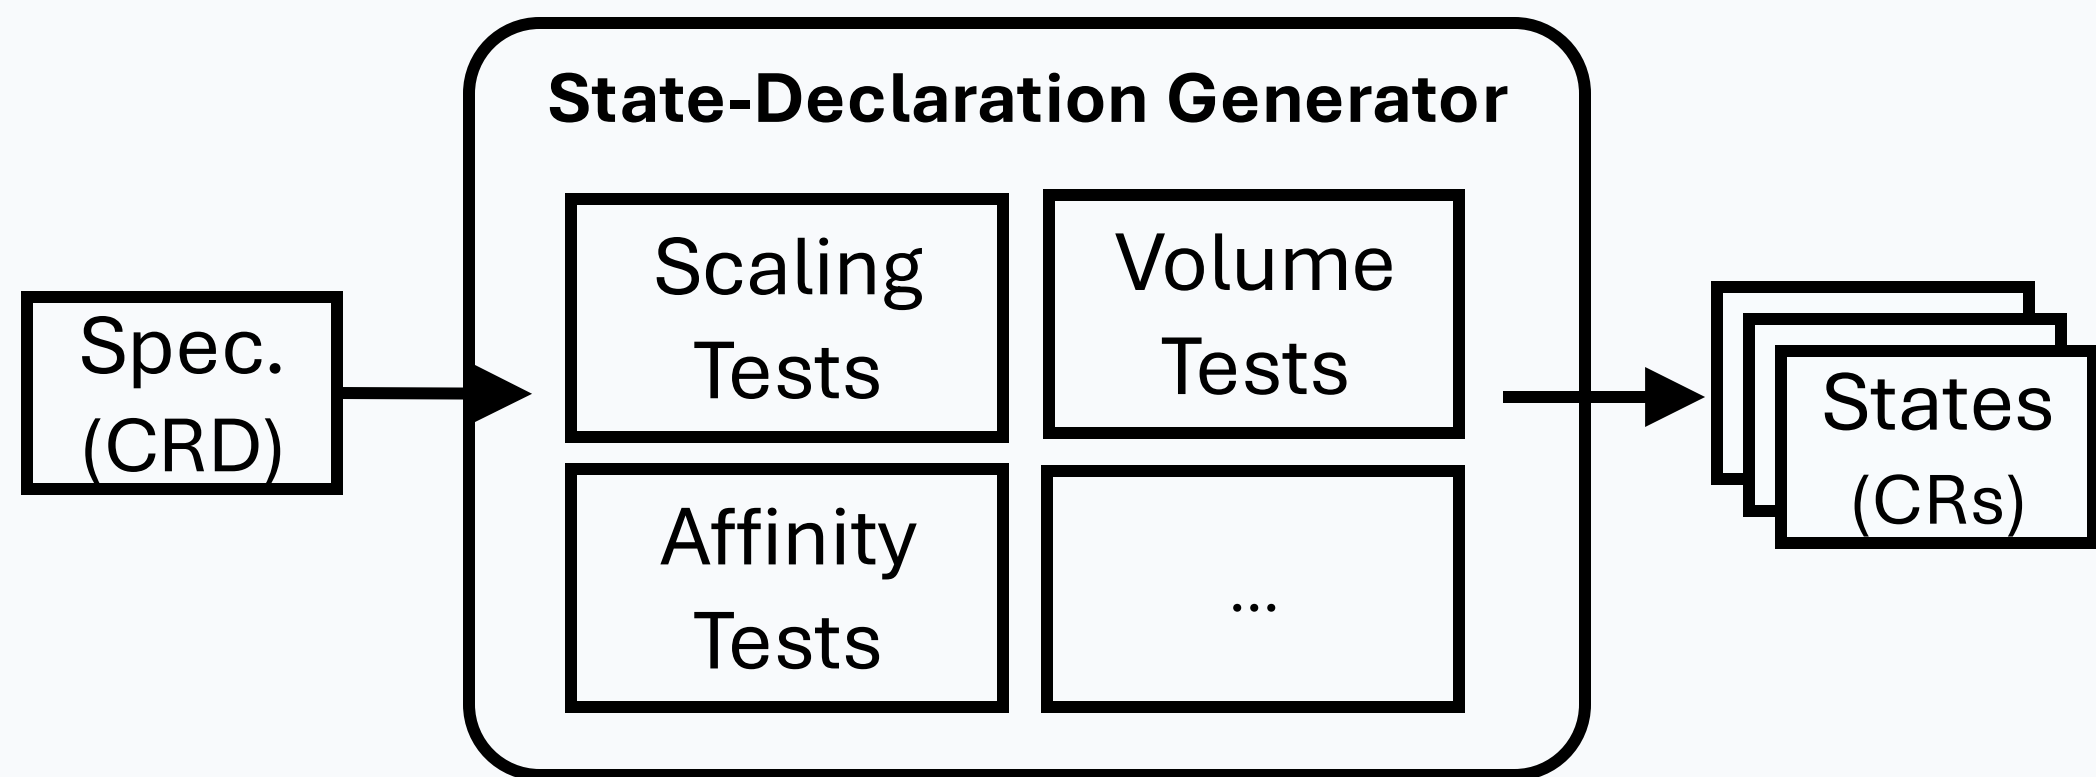 State-Declaration Generator
Spec.
(CRD)
Scaling
Tests
Volume
Tests
Affinity
Tests
...
States
(CRs)